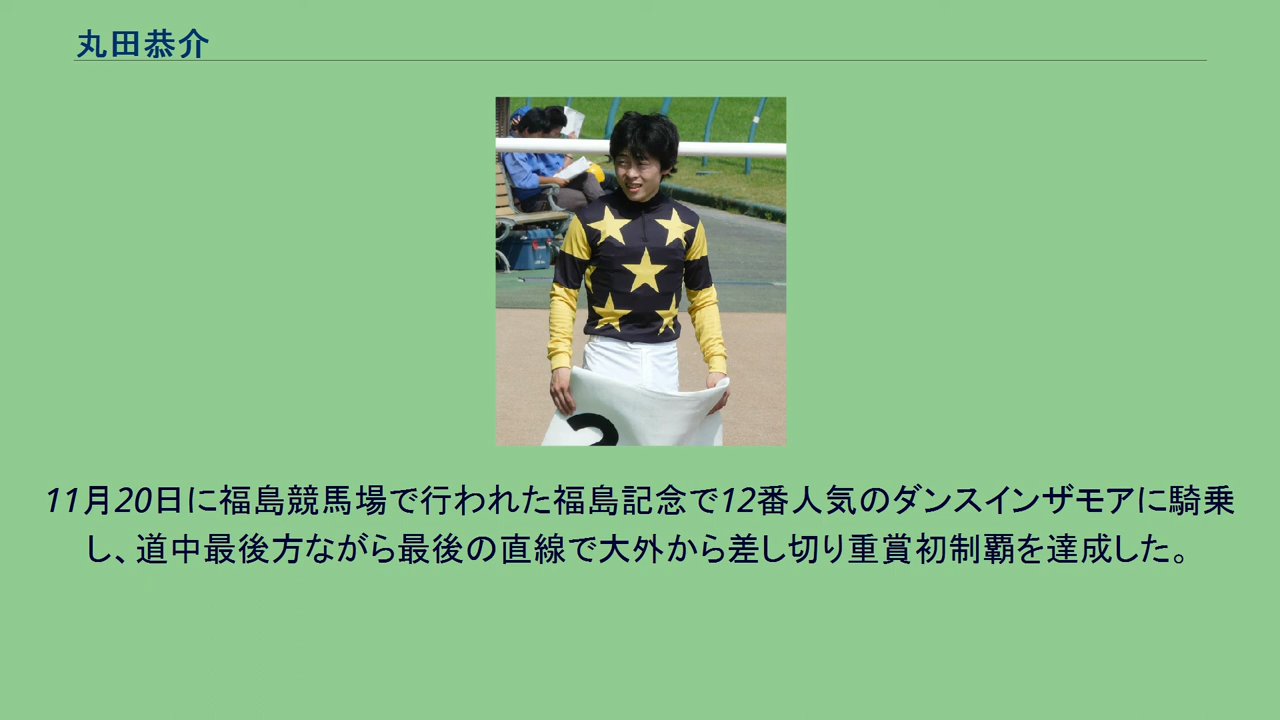 丸田恭介
2
11月20日に福島競馬場で行われた福島記念で12番人気のダンスインザモアに騎乗
し、道中最後方ながら最後の直線で大外から差し切り重賞初制覇を達成した。